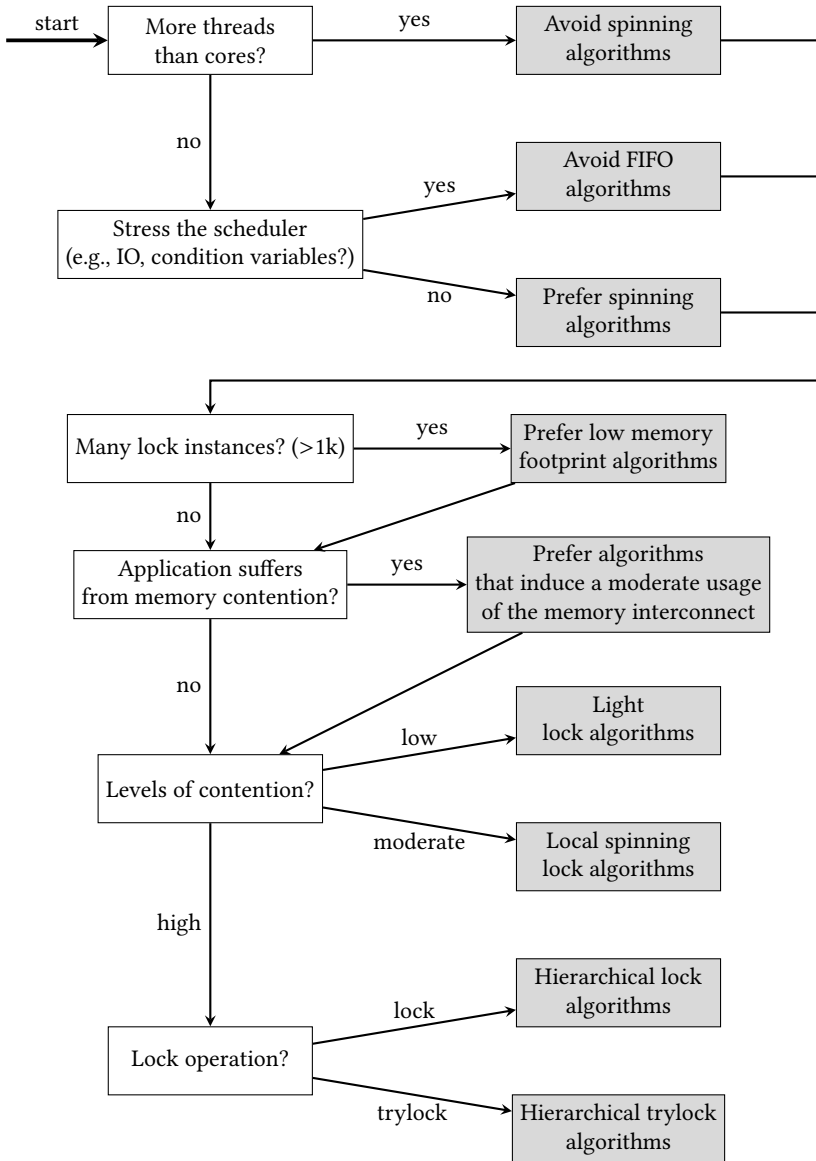 start
More threads
than cores?
yes
Avoid spinning
algorithms
no
Avoid FIFO
algorithms
yes
Stress the scheduler
(e.g., IO, condition variables?)
no
Prefer spinning
algorithms
Many lock instances? (>1k)
yes
Prefer low memory
footprint algorithms
no
Application suffers
from memory contention?
yes
Prefer algorithms
that induce a moderate usage
of the memory interconnect
no
Light
lock algorithms
low
Levels of contention?
moderate
Local spinning
lock algorithms
high
Hierarchical lock
algorithms
lock
Lock operation?
trylock
Hierarchical trylock
algorithms